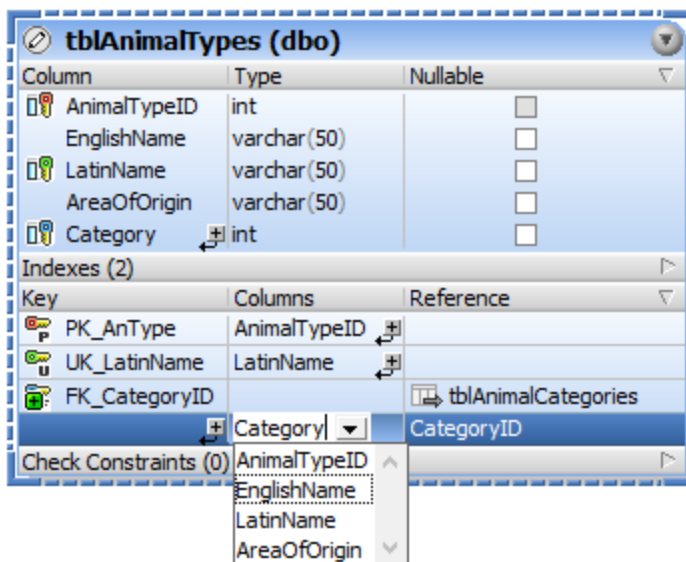 tblAnimalTypes (dbo)
Column Type Nullable
AnimalTypeID int
EnglishName varchar(50)
LatinName varchar(50)
AreaOfOrigin varchar(50)
Category int
Indexes (2)
Key Columns Reference
P PK_AnType AnimalTypeID
U UK_LatinName LatinName
FK_CategoryID tblAnimalCategories
Category CategoryID
Check Constraints (0)
AnimalTypeID
EnglishName
LatinName
AreaOfOrigin